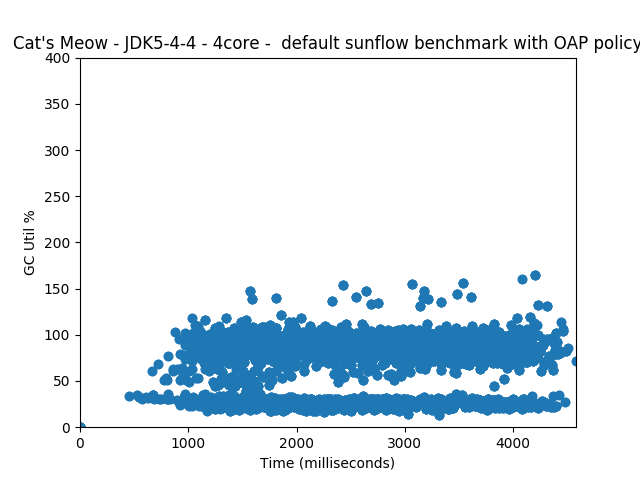 Cat's Meow - JDK5-4-4 - 4core -  default sunflow benchmark with OAP policy
400
350
300
250
200
150
100
50
0
GC Util %
0 1000 2000 3000 4000
Time (milliseconds)